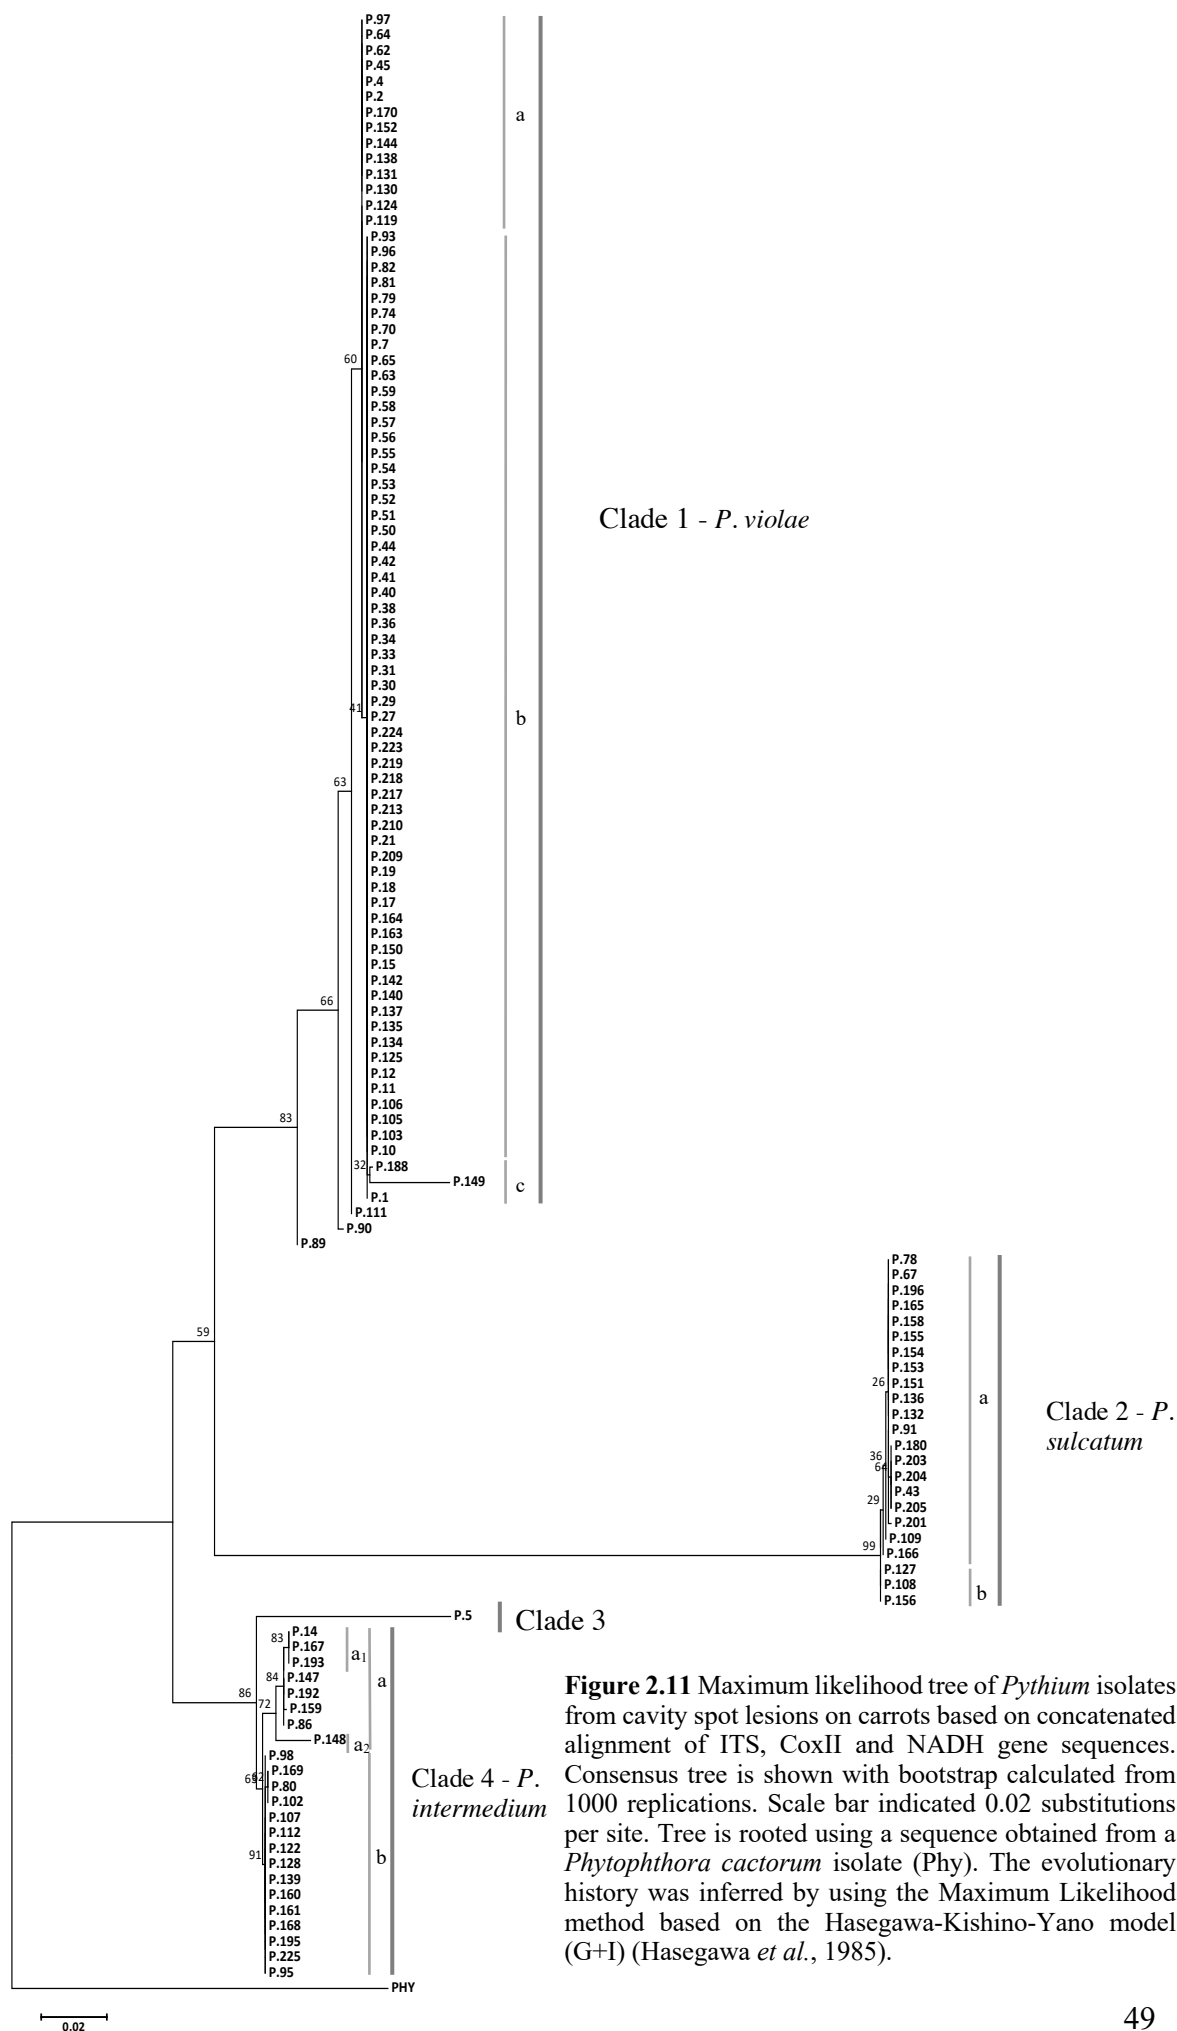 P.97
P.64
P.62
P.45
P.4
P.2
P.170
P.152
a
P.144
P.138
P.131
P.130
P.124
P.119
P.93
P.96
P.82
P.81
P.79
P.74
P.70
P.7
60
P.65
P.63
P.59
P.58
P.57
P.56
P.55
P.54
P.53
P.52
P.51
Clade 1 - P. violae
P.50
P.44
P.42
P.41
P.40
P.38
P.36
P.34
P.33
P.31
P.30
P.29
41
P.27
b
P.224
P.223
P.219
P.218
63
P.217
P.213
P.210
P.21
P.209
P.19
P.18
P.17
P.164
P.163
P.150
P.15
P.142
P.140
66
P.137
P.135
P.134
P.125
P.12
P.11
P.106
83
P.105
P.103
P.10
32
P.188
P.149
c
P.1
P.111
P.90
P.89
P.78
P.67
P.196
P.165
P.158
59
P.155
P.154
P.153
26
P.151
P.136
a
P.132
Clade 2 - P.
sulcatum
P.91
P.180
36
P.203
64
P.204
P.43
29
P.205
P.201
P.109
99
P.166
P.127
P.108
b
P.156
P.5
Clade 3
P.14
83
P.167
a1
P.193
84
P.147
a
86
P.192
72
P.159
P.86
P.148
a2
P.98
P.169
P.80
P.102
Clade 4 - P.
intermedium
P.107
P.112
P.122
91
P.128
b
P.139
P.160
P.161
P.168
P.195
P.225
P.95
PHY
0.02
Figure 2.11 Maximum likelihood tree of Pythium isolates
from cavity spot lesions on carrots based on concatenated
alignment of ITS, CoxII and NADH gene sequences.
Consensus tree is shown with bootstrap calculated from
1000 replications. Scale bar indicated 0.02 substitutions
per site. Tree is rooted using a sequence obtained from a
Phytophthora cactorum isolate (Phy). The evolutionary
history was inferred by using the Maximum Likelihood
method based on the Hasegawa-Kishino-Yano model
(G+I) (Hasegawa et al., 1985).
49